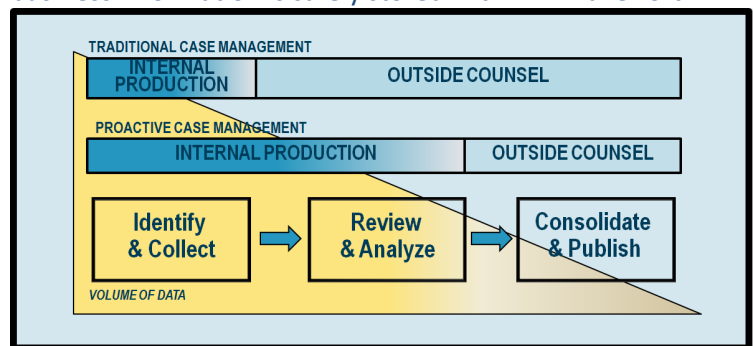 TRADITIONAL CASE MANAGEMENT
INTERNAL
PRODUCTION
OUTSIDE COUNSEL
PROACTIVE CASE MANAGEMENT
INTERNAL PRODUCTION
OUTSIDE COUNSEL
Identify
& Collect
Review
& Analyze
Consolidate
& Publish
VOLUME OF DATA